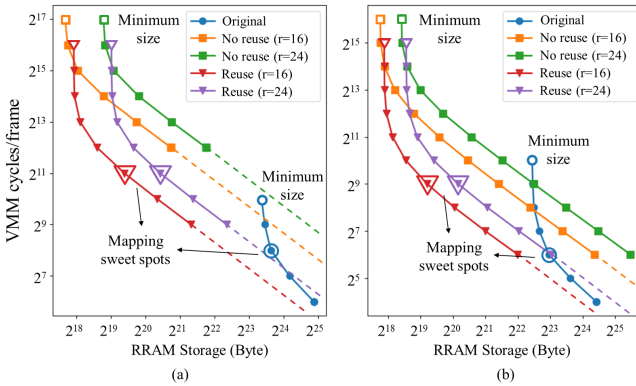 2^17
2^15
2^13
2^11
2^9
2^7
VMM cycles/frame
Minimum
size
Original
No reuse (r=16)
No reuse (r=24)
Reuse (r=16)
Reuse (r=24)
Minimum
size
Mapping
sweet spots
2^18 2^19 2^20 2^21 2^22 2^23 2^24 2^25
RRAM Storage (Byte)
(a)
2^15
2^13
2^11
2^9
2^7
2^5
Minimum
size
Original
No reuse (r=16)
No reuse (r=24)
Reuse (r=16)
Reuse (r=24)
Minimum
size
Mapping
sweet spots
2^18 2^19 2^20 2^21 2^22 2^23 2^24 2^25
RRAM Storage (Byte)
(b)